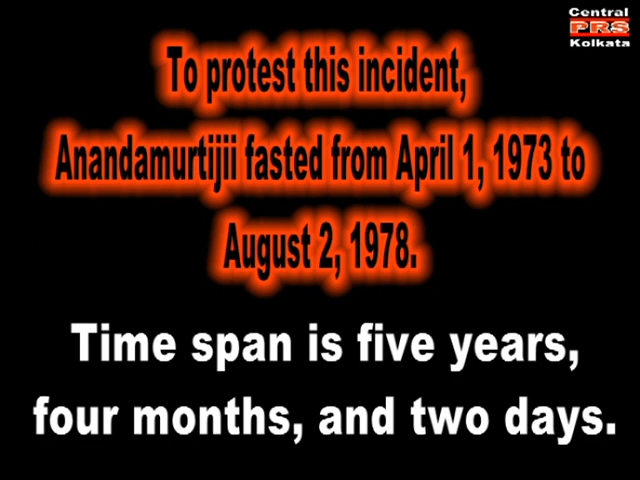 Central
PRS
Kolkata
To protest this incident,
Anandamurtijii fasted from April 1, 1973 to
August 2, 1978.
Time span is five years,
four months, and two days.